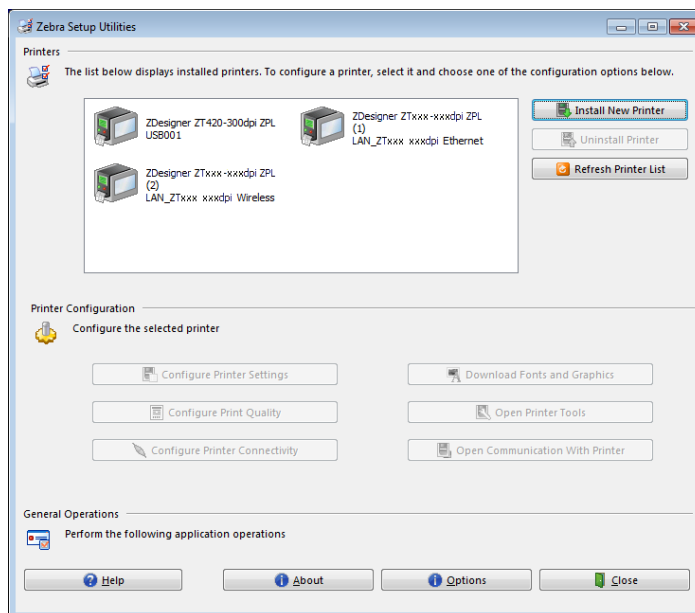 Zebra Setup Utilities
Printers
The list below displays installed printers. To configure a printer, select it and choose one of the configuration options below.
ZDesigner ZT420-300dpi ZPL
USB001
ZDesigner ZTxxx-xxxdpi ZPL
(1)
LAN_ZTxxx xxxdpi Ethernet
ZDesigner ZTxxx-xxxdpi ZPL
(2)
LAN_ZTxxx xxxdpi Wireless
Install New Printer
Uninstall Printer
Refresh Printer List
Printer Configuration
Configure the selected printer
Configure Printer Settings
Download Fonts and Graphics
Configure Print Quality
Open Printer Tools
Configure Printer Connectivity
Open Communication With Printer
General Operations
Perform the following application operations
Help
About
Options
Close